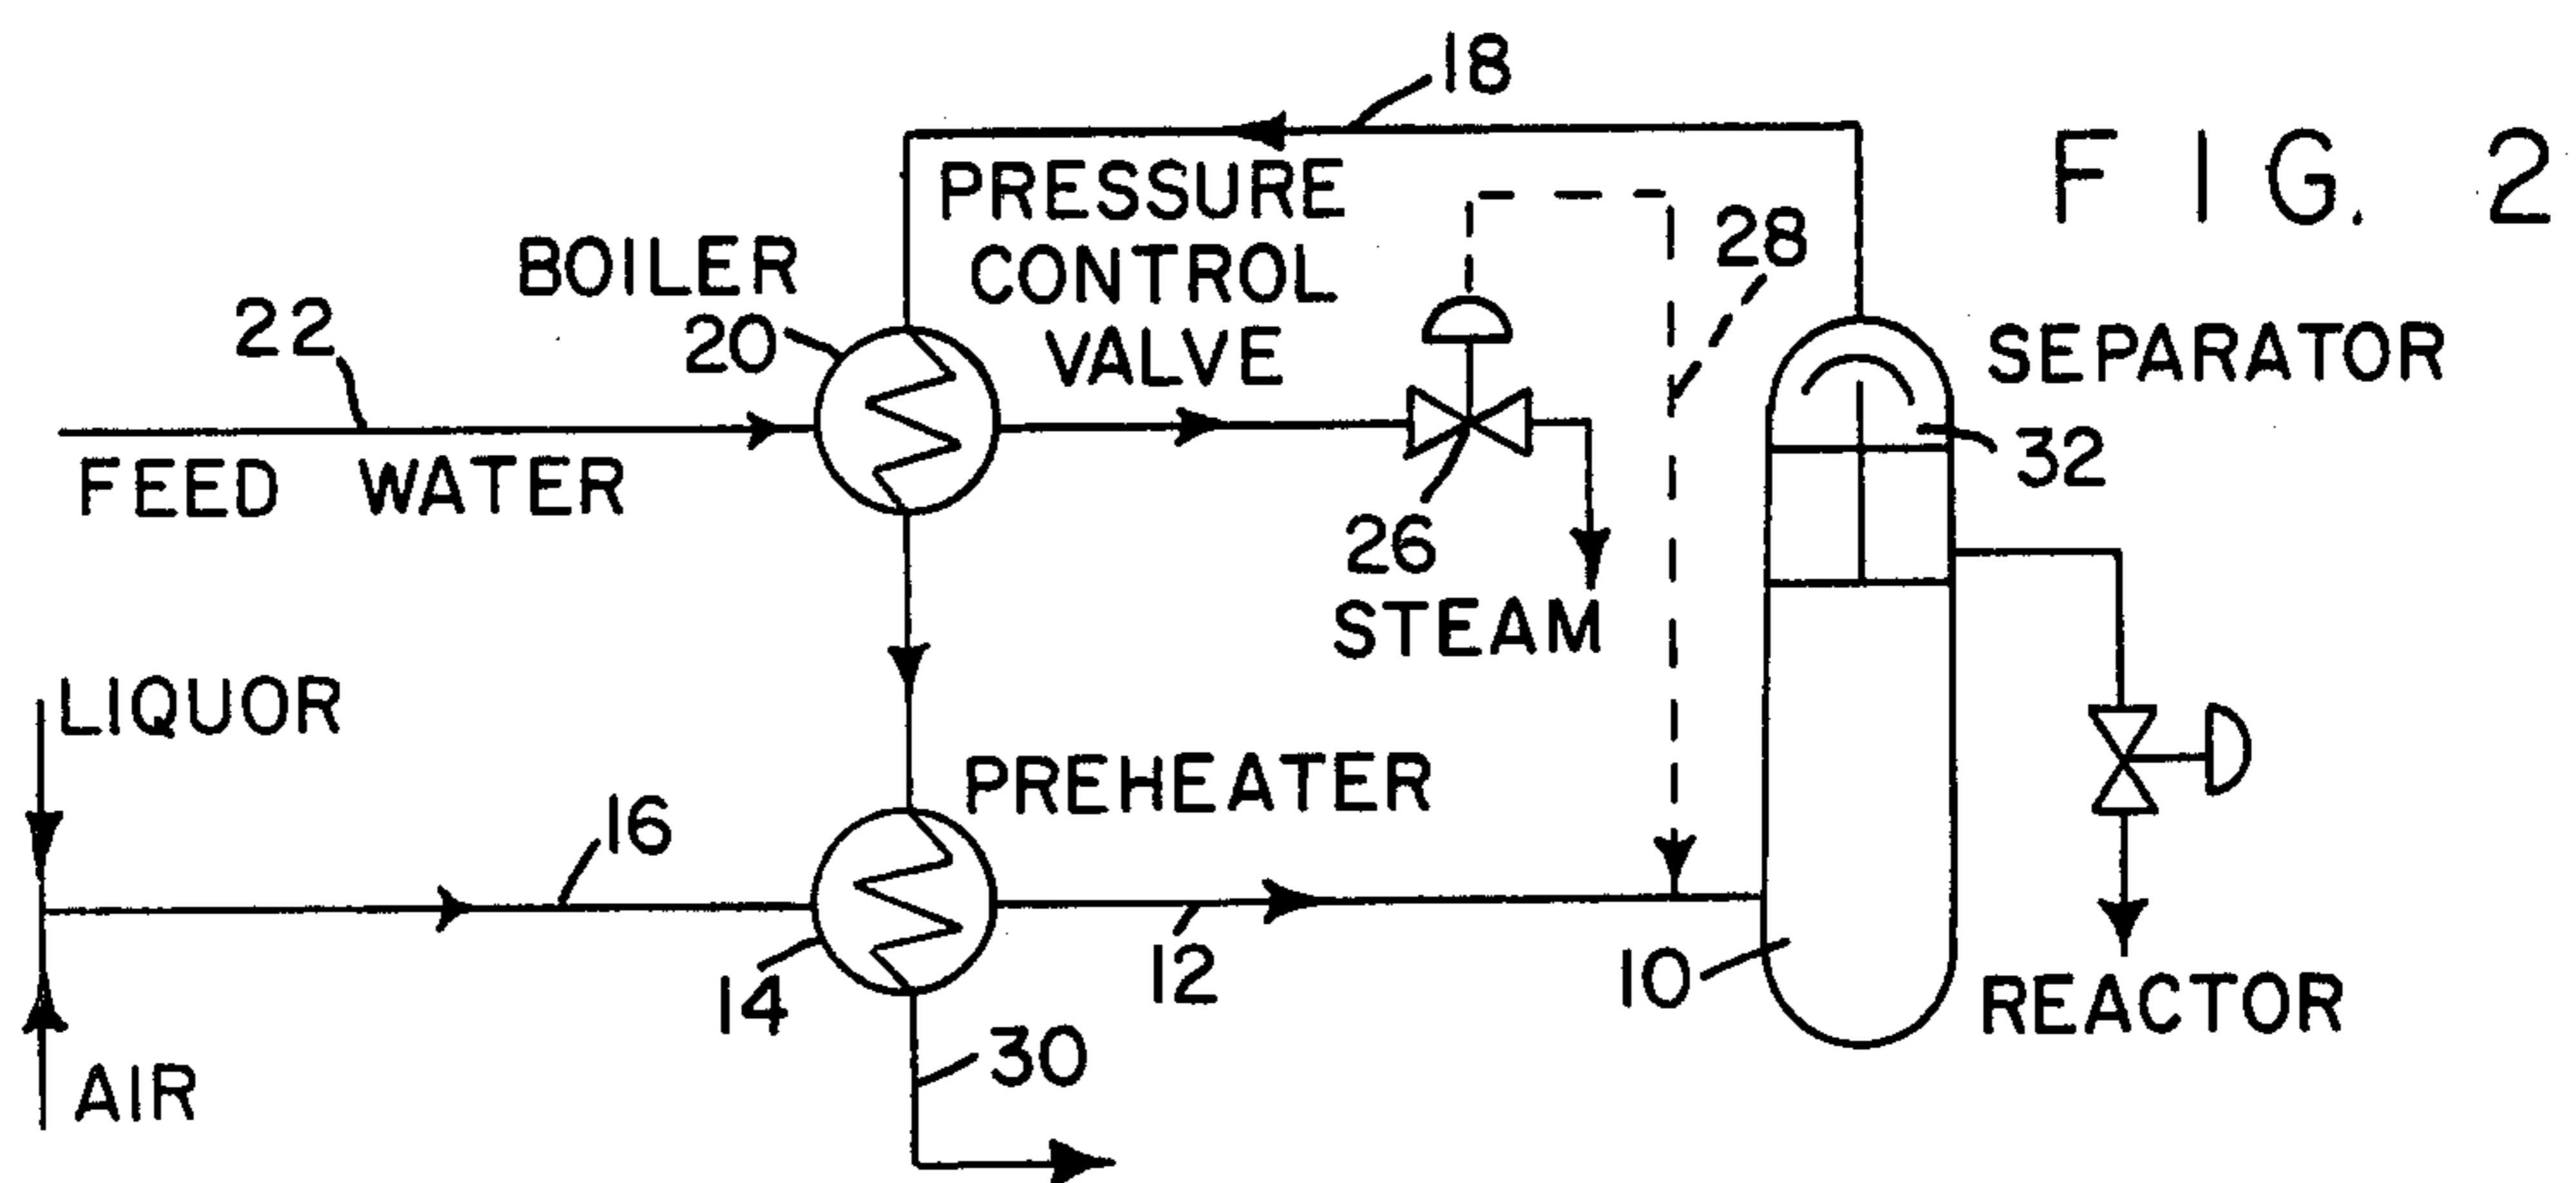 18
FIG. 2
PRESSURE
CONTROL
VALVE
28
BOILER
20
22
SEPARATOR
32
FEED WATER
26
STEAM
LIQUOR
PREHEATER
16
14
12
10
REACTOR
30
AIR